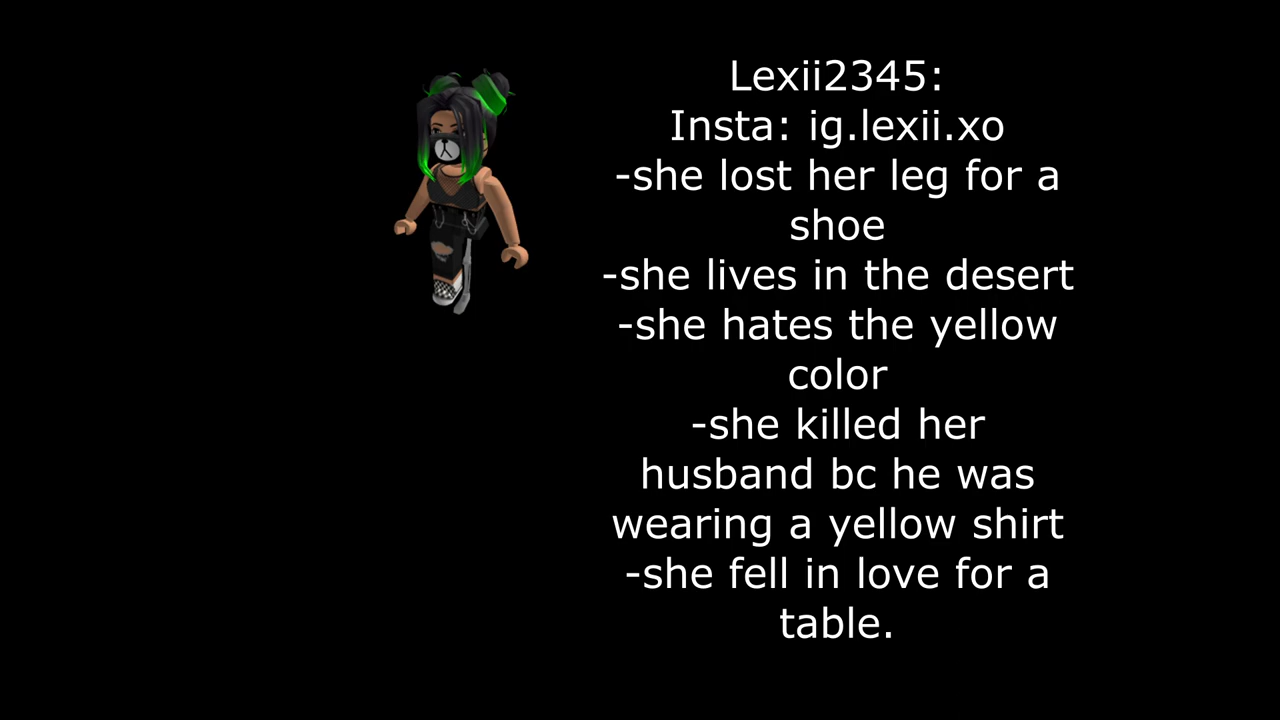 Lexii2345:
Insta: ig.lexii.xo
-she lost her leg for a
shoe
-she lives in the desert
-she hates the yellow
color
-she killed her
husband bc he was
wearing a yellow shirt
-she fell in love for a
table.